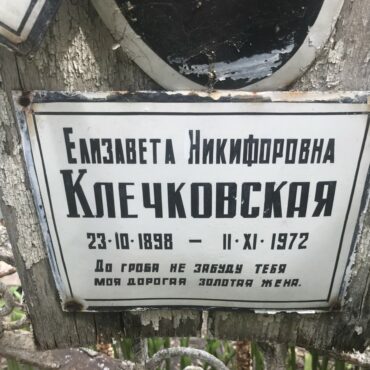 Елизавета Никифоровна
Клечковская
23·10·1898 — 11·XI·1972
До гроба не забуду тебя
моя дорогая золотая жена.